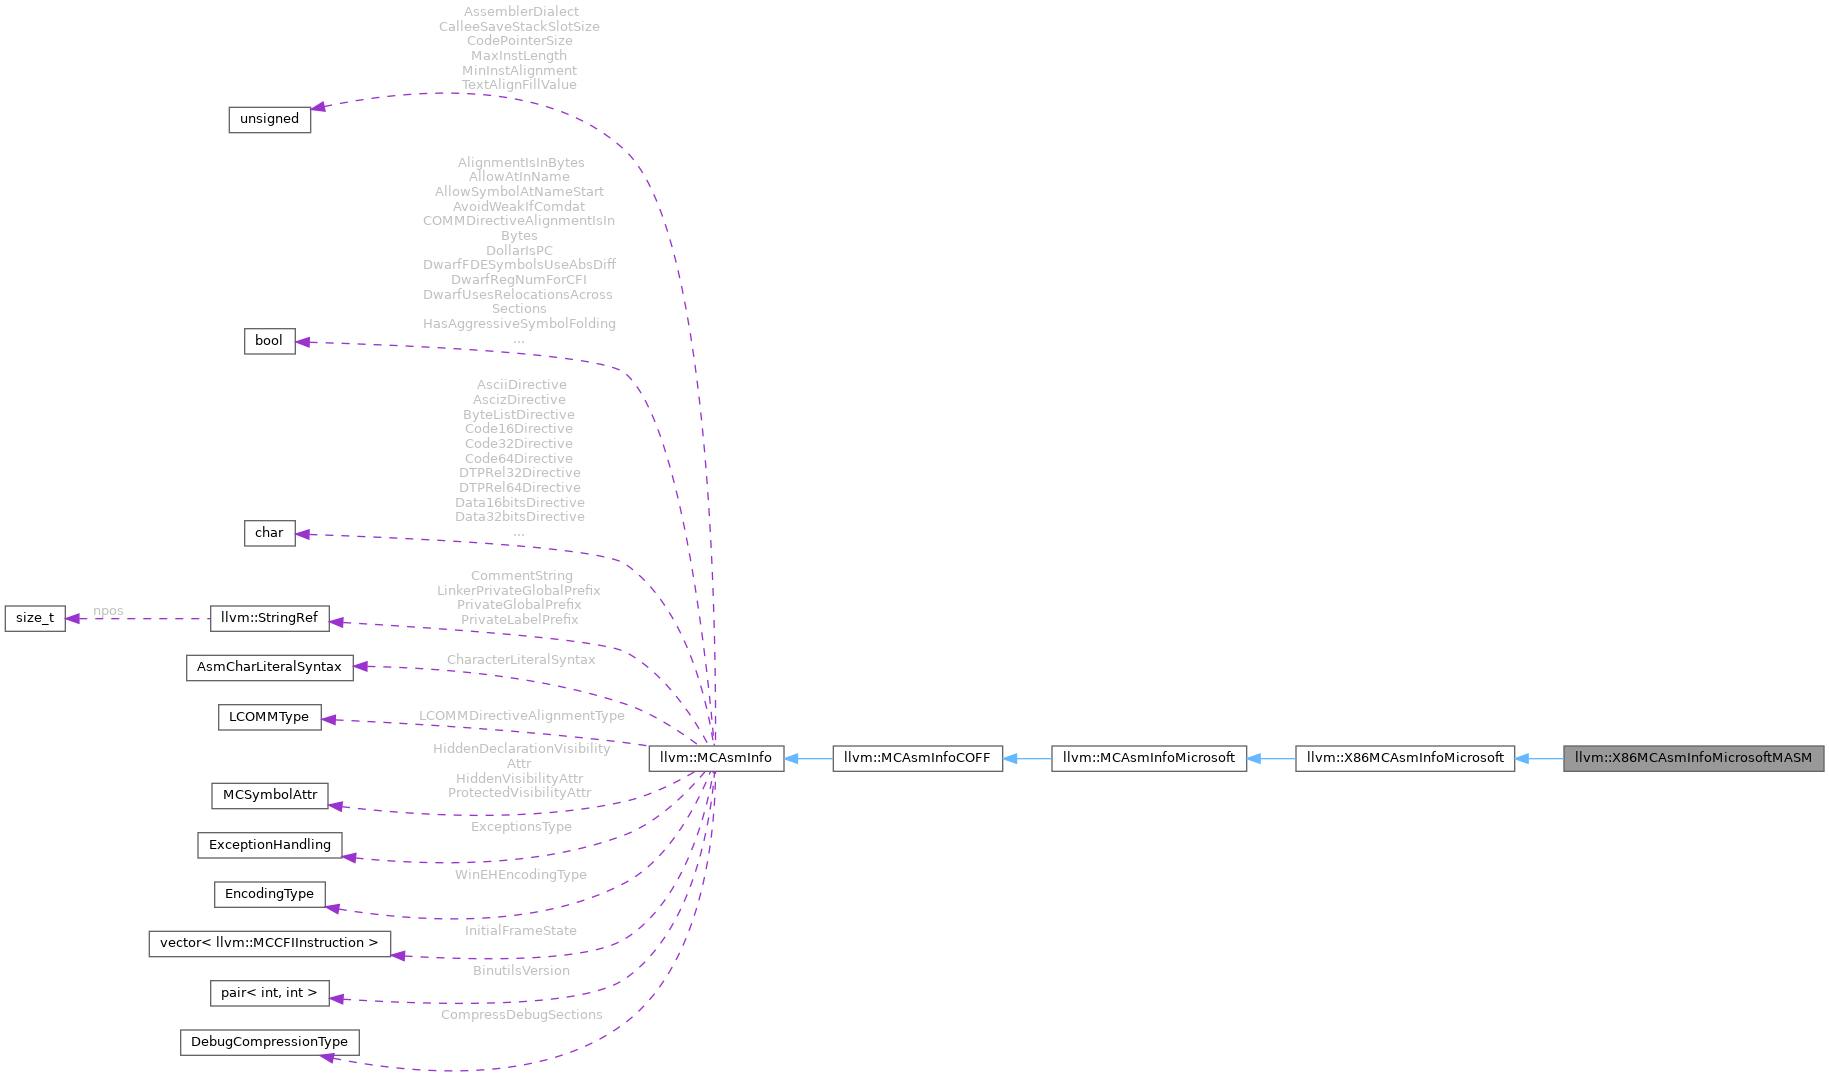 AssemblerDialect
CalleeSaveStackSlotSize
CodePointerSize
MaxInstLength
MinInstAlignment
TextAlignFillValue
unsigned
AlignmentIsInBytes
AllowAtInName
AllowSymbolAtNameStart
AvoidWeakIfComdat
COMMDirectiveAlignmentIsIn
Bytes
DollarIsPC
DwarfFDESymbolsUseAbsDiff
DwarfRegNumForCFI
DwarfUsesRelocationsAcross
Sections
HasAggressiveSymbolFolding
...
bool
AsciiDirective
AscizDirective
ByteListDirective
Code16Directive
Code32Directive
Code64Directive
DTPRel32Directive
DTPRel64Directive
Data16bitsDirective
Data32bitsDirective
...
char
CommentString
LinkerPrivateGlobalPrefix
PrivateGlobalPrefix
PrivateLabelPrefix
size_t
npos
llvm::StringRef
CharacterLiteralSyntax
AsmCharLiteralSyntax
LCOMMDirectiveAlignmentType
LCOMMType
HiddenDeclarationVisibility
Attr
HiddenVisibilityAttr
ProtectedVisibilityAttr
llvm::MCAsmInfo
llvm::MCAsmInfoCOFF
llvm::MCAsmInfoMicrosoft
llvm::X86MCAsmInfoMicrosoft
llvm::X86MCAsmInfoMicrosoftMASM
MCSymbolAttr
ExceptionsType
ExceptionHandling
WinEHEncodingType
EncodingType
InitialFrameState
vector< llvm::MCCFIInstruction >
BinutilsVersion
pair< int, int >
CompressDebugSections
DebugCompressionType